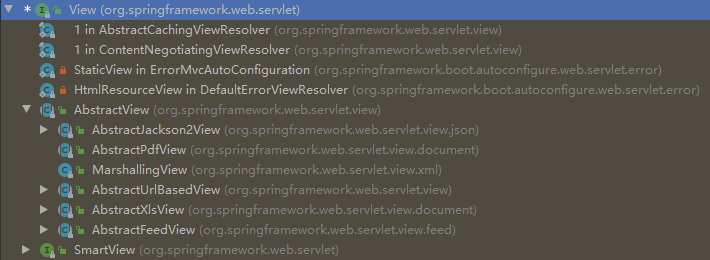 * View (org.springframework.web.servlet)
1 in AbstractCachingViewResolver (org.springframework.web.servlet.view)
1 in ContentNegotiatingViewResolver (org.springframework.web.servlet.view)
StaticView in ErrorMvcAutoConfiguration (org.springframework.boot.autoconfigure.web.servlet.error)
HtmlResourceView in DefaultErrorViewResolver (org.springframework.boot.autoconfigure.web.servlet.error)
AbstractView (org.springframework.web.servlet.view)
AbstractJackson2View (org.springframework.web.servlet.view.json)
AbstractPdfView (org.springframework.web.servlet.view.document)
MarshallingView (org.springframework.web.servlet.view.xml)
AbstractUrlBasedView (org.springframework.web.servlet.view)
AbstractXlsView (org.springframework.web.servlet.view.document)
AbstractFeedView (org.springframework.web.servlet.view.feed)
SmartView (org.springframework.web.servlet)